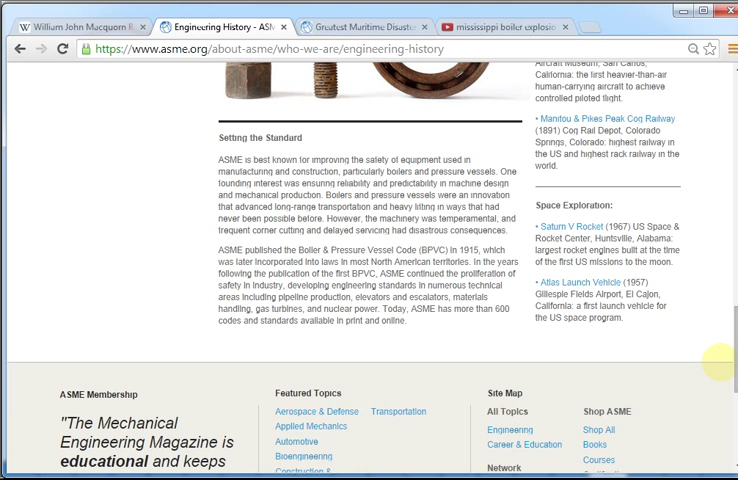 William John Macquorn R
Engineering History - ASM
Greatest Maritime Disaster
mississippi boiler explosio
https://www.asme.org/about-asme/who-we-are/engineering-history
Setting the Standard
ASME is best known for improving the safety of equipment used in
manufacturing and construction, particularly boilers and pressure vessels. One
founding interest was ensuring reliability and predictability in machine design
and mechanical production. Boilers and pressure vessels were an innovation
that advanced long-range transportation and heavy lifting in ways that had
never been possible before. However, the machinery was temperamental, and
frequent corner cutting and delayed servicing had disastrous consequences.
ASME published the Boiler & Pressure Vessel Code (BPVC) in 1915, which
was later incorporated into laws in most North American territories. In the years
following the publication of the first BPVC, ASME continued the proliferation of
safety in industry, developing engineering standards in numerous technical
areas including pipeline production, elevators and escalators, materials
handling, gas turbines, and nuclear power. Today, ASME has more than 600
codes and standards available in print and online.
Aircraft Museum, San Carlos,
California: the first heavier-than-air
human-carrying aircraft to achieve
controlled piloted flight.
• Manitou & Pikes Peak Cog Railway
(1891) Cog Rail Depot, Colorado
Springs, Colorado: highest railway in
the US and highest rack railway in the
world.
Space Exploration:
• Saturn V Rocket (1967) US Space &
Rocket Center, Huntsville, Alabama:
largest rocket engines built at the time
of the first US missions to the moon.
• Atlas Launch Vehicle (1957)
Gillespie Fields Airport, El Cajon,
California: a first launch vehicle for
the US space program.
ASME Membership
"The Mechanical
Engineering Magazine is
educational and keeps
Featured Topics
Aerospace & Defense
Transportation
Applied Mechanics
Automotive
Bioengineering
Construction &
Site Map
All Topics
Engineering
Career & Education
Network
Shop ASME
Shop All
Books
Courses